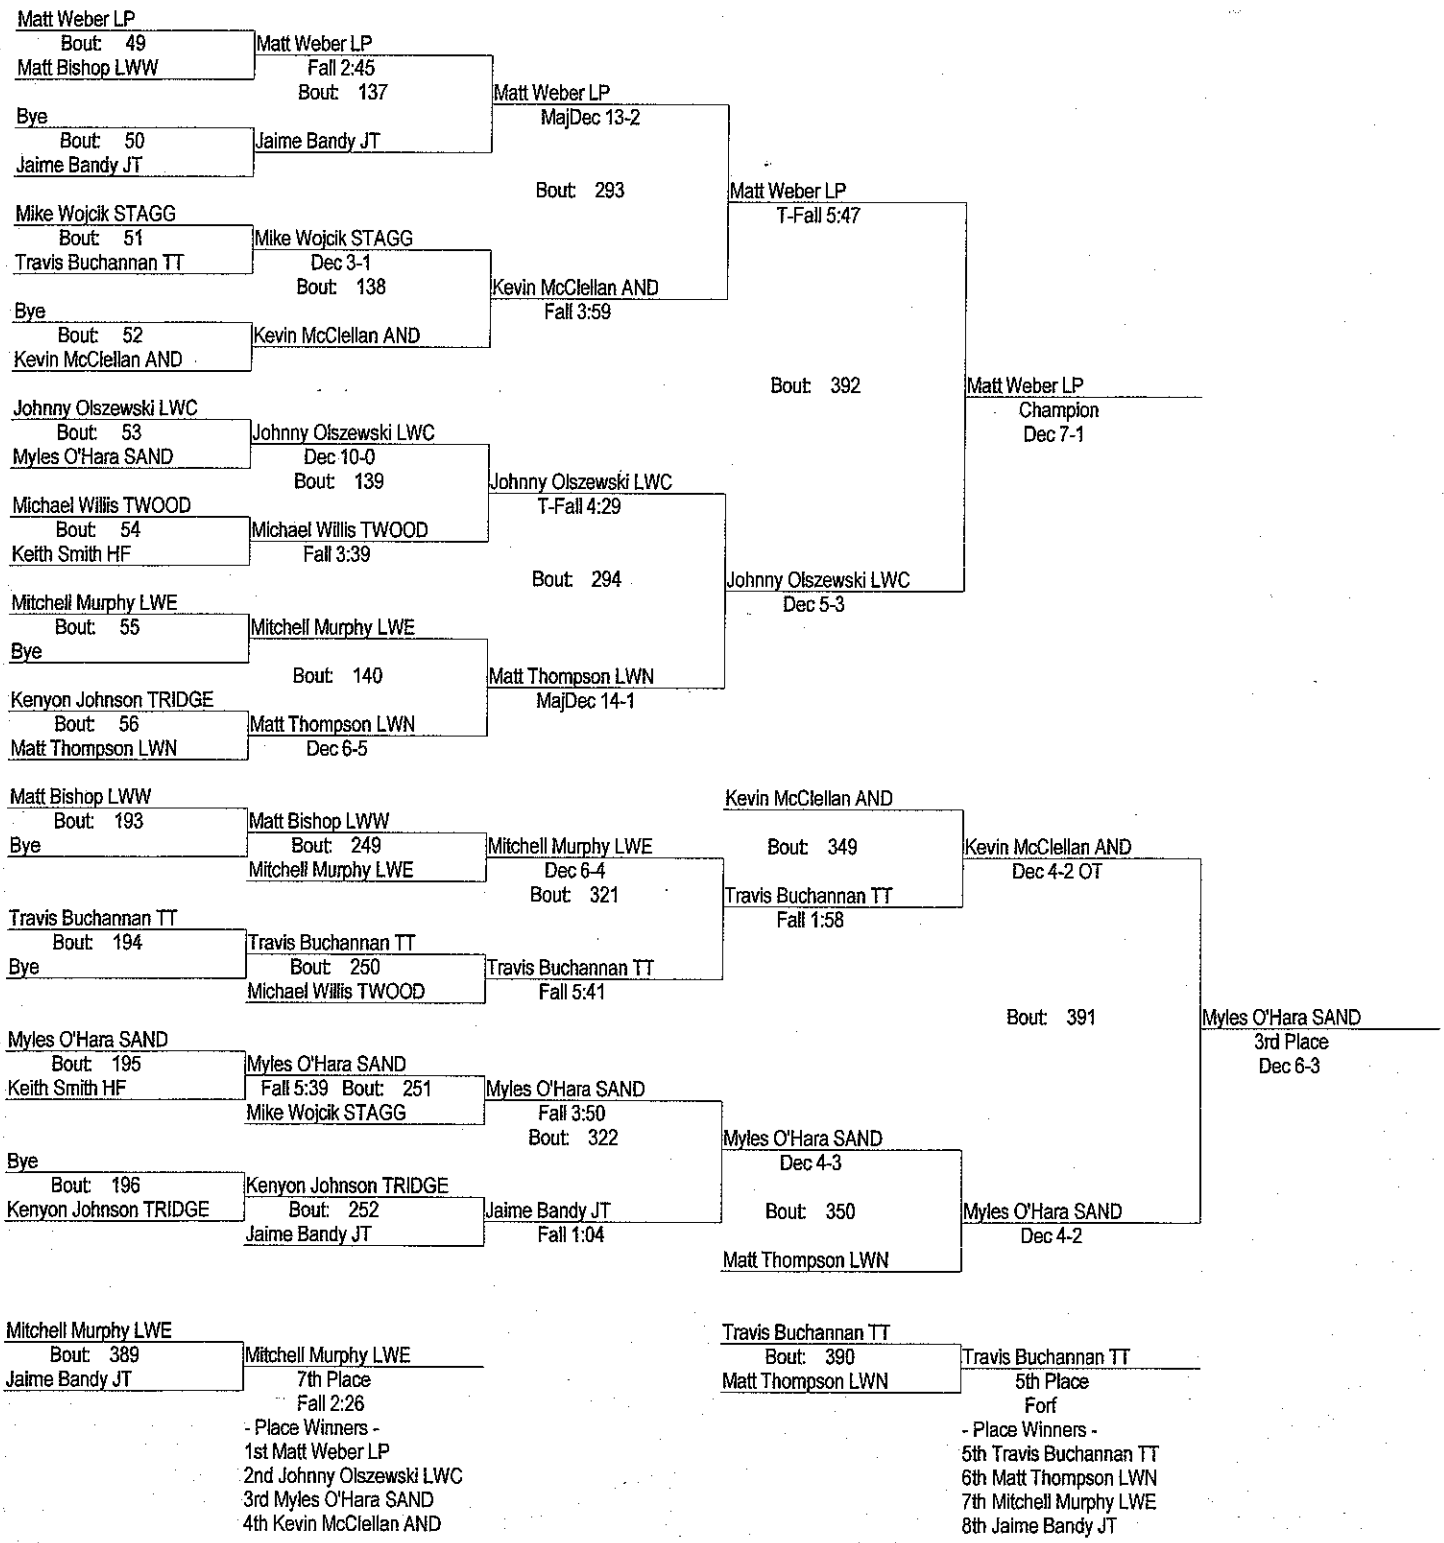 Matt Weber LP
Bout: 49
Matt Bishop LWW
Matt Weber LP
Fall 2:45
Bout: 137
Bye
Bout: 50
Jaime Bandy JT
Jaime Bandy JT
Matt Weber LP
MajDec 13-2
Bout: 293
Mike Wojcik STAGG
Bout: 51
Travis Buchannan TT
Mike Wojcik STAGG
Dec 3-1
Bout: 138
Bye
Bout: 52
Kevin McClellan AND
Kevin McClellan AND
Kevin McClellan AND
Fall 3:59
Matt Weber LP
T-Fall 5:47
Bout: 392
Johnny Olszewski LWC
Bout: 53
Myles O'Hara SAND
Johnny Olszewski LWC
Dec 10-0
Bout: 139
Michael Willis TWOOD
Bout: 54
Keith Smith HF
Michael Willis TWOOD
Fall 3:39
Johnny Olszewski LWC
T-Fall 4:29
Bout: 294
Mitchell Murphy LWE
Bout: 55
Bye
Mitchell Murphy LWE
Bout: 140
Kenyon Johnson TRIDGE
Bout: 56
Matt Thompson LWN
Matt Thompson LWN
Dec 6-5
Matt Thompson LWN
MajDec 14-1
Johnny Olszewski LWC
Dec 5-3
Matt Weber LP
Champion
Dec 7-1
Matt Bishop LWW
Bout: 193
Bye
Matt Bishop LWW
Bout: 249
Mitchell Murphy LWE
Mitchell Murphy LWE
Dec 6-4
Bout: 321
Travis Buchannan TT
Bout: 194
Bye
Travis Buchannan TT
Bout: 250
Michael Willis TWOOD
Travis Buchannan TT
Fall 5:41
Kevin McClellan AND
Bout: 349
Travis Buchannan TT
Fall 1:58
Kevin McClellan AND
Dec 4-2 OT
Bout: 391
Myles O'Hara SAND
Bout: 195
Keith Smith HF
Myles O'Hara SAND
Fall 5:39 Bout: 251
Mike Wojcik STAGG
Myles O'Hara SAND
Fall 3:50
Bout: 322
Bye
Bout: 196
Kenyon Johnson TRIDGE
Kenyon Johnson TRIDGE
Bout: 252
Jaime Bandy JT
Jaime Bandy JT
Fall 1:04
Myles O'Hara SAND
Dec 4-3
Bout: 350
Matt Thompson LWN
Myles O'Hara SAND
Dec 4-2
Myles O'Hara SAND
3rd Place
Dec 6-3
Mitchell Murphy LWE
Bout: 389
Jaime Bandy JT
Mitchell Murphy LWE
7th Place
Fall 2:26
- Place Winners -
1st Matt Weber LP
2nd Johnny Olszewski LWC
3rd Myles O'Hara SAND
4th Kevin McClellan AND
Travis Buchannan TT
Bout: 390
Matt Thompson LWN
Travis Buchannan TT
5th Place
Forf
- Place Winners -
5th Travis Buchannan TT
6th Matt Thompson LWN
7th Mitchell Murphy LWE
8th Jaime Bandy JT